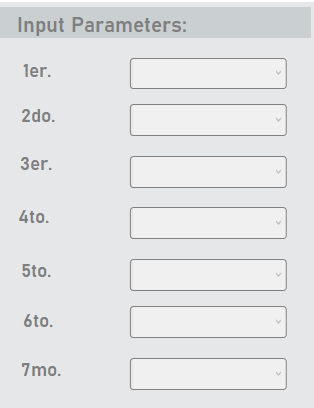 Input Parameters:
1er.
2do.
3er.
4to.
5to.
6to.
7mo.